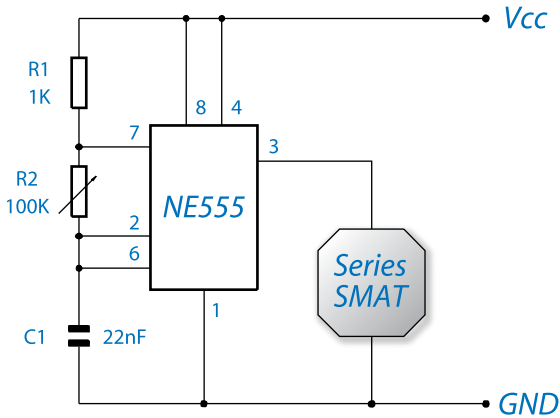 Vcc
R1
1K
8
4
7
3
R2
100K
NE555
2
6
Series
SMAT
1
C1
22nF
GND